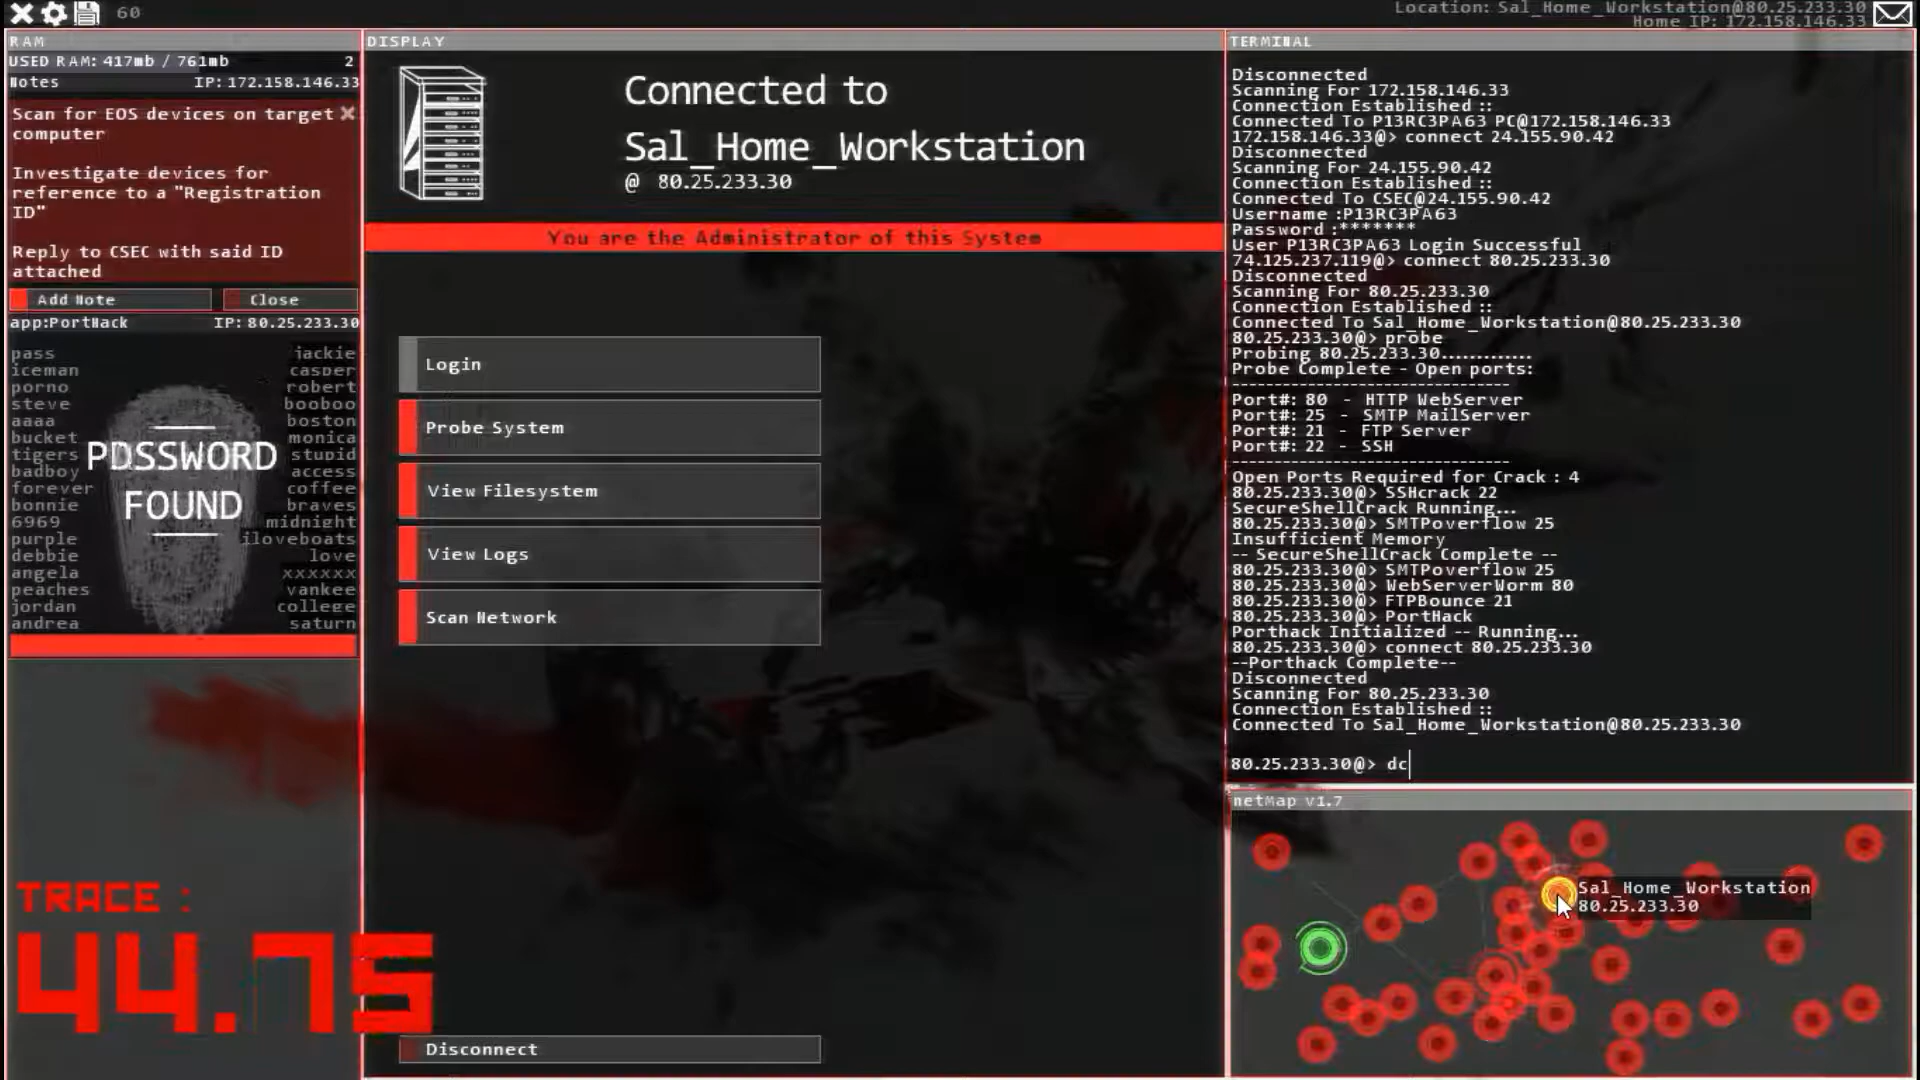 60
Location: Sal_Home_Workstation@80.25.233.30
Home IP: 172.158.146.33
RAM
USED RAM: 417mb / 761mb 2
Notes IP: 172.158.146.33
Scan for EOS devices on target
computer
Investigate devices for
reference to a "Registration
ID"
Reply to CSEC with said ID
attached
Add Note
Close
app:PortHack IP: 80.25.233.30
pass jackie
iceman casper
porno robert
steve booboo
aaaa boston
bucket monica
tigers stupid
badboy access
forever coffee
bonnie braves
6969 midnight
purple iloveboats
debbie love
angela xxxxxx
peaches vankee
jordan college
andrea saturn
PDSSWORD
FOUND
TRACE :
44.75
DISPLAY
Connected to
Sal_Home_Workstation
@ 80.25.233.30
You are the Administrator of this System
Login
Probe System
View Filesystem
View Logs
Scan Network
Disconnect
TERMINAL
Disconnected
Scanning For 172.158.146.33
Connection Established ::
Connected To P13RC3PA63 PC@172.158.146.33
172.158.146.33@> connect 24.155.90.42
Disconnected
Scanning For 24.155.90.42
Connection Established ::
Connected To CSEC@24.155.90.42
Username :P13RC3PA63
Password :*******
User P13RC3PA63 Login Successful
74.125.237.119@> connect 80.25.233.30
Disconnected
Scanning For 80.25.233.30
Connection Established ::
Connected To Sal_Home_Workstation@80.25.233.30
80.25.233.30@> probe
Probing 80.25.233.30.............
Probe Complete - Open ports:
---------------------------------
Port#: 80 - HTTP WebServer
Port#: 25 - SMTP MailServer
Port#: 21 - FTP Server
Port#: 22 - SSH
---------------------------------
Open Ports Required for Crack : 4
80.25.233.30@> SSHcrack 22
SecureShellCrack Running...
80.25.233.30@> SMTPoverflow 25
Insufficient Memory
-- SecureShellCrack Complete --
80.25.233.30@> SMTPoverflow 25
80.25.233.30@> WebServerWorm 80
80.25.233.30@> FTPBounce 21
80.25.233.30@> PortHack
Porthack Initialized -- Running...
80.25.233.30@> connect 80.25.233.30
--Porthack Complete--
Disconnected
Scanning For 80.25.233.30
Connection Established ::
Connected To Sal_Home_Workstation@80.25.233.30
80.25.233.30@> dc
netMap v1.7
Sal_Home_Workstation
80.25.233.30